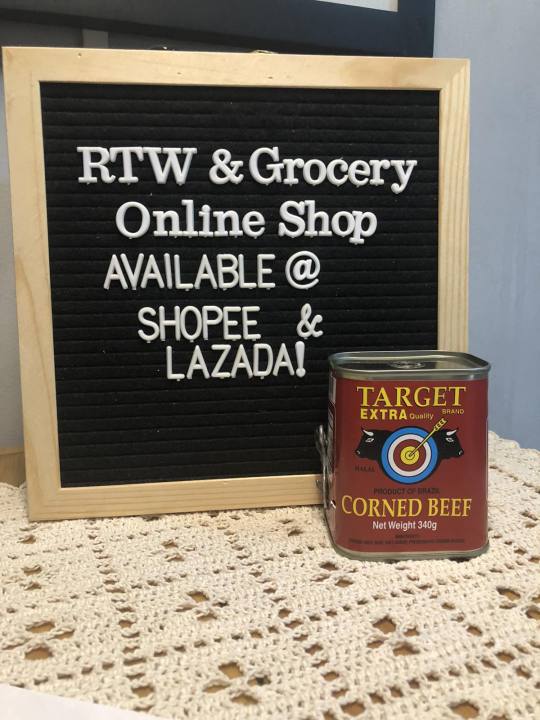 RTW & Grocery
Online Shop
AVAILABLE @
SHOPEE &
LAZADA!
TARGET
EXTRA Quality BRAND
HALAL
PRODUCT OF BRAZIL
CORNED BEEF
Net Weight 340g